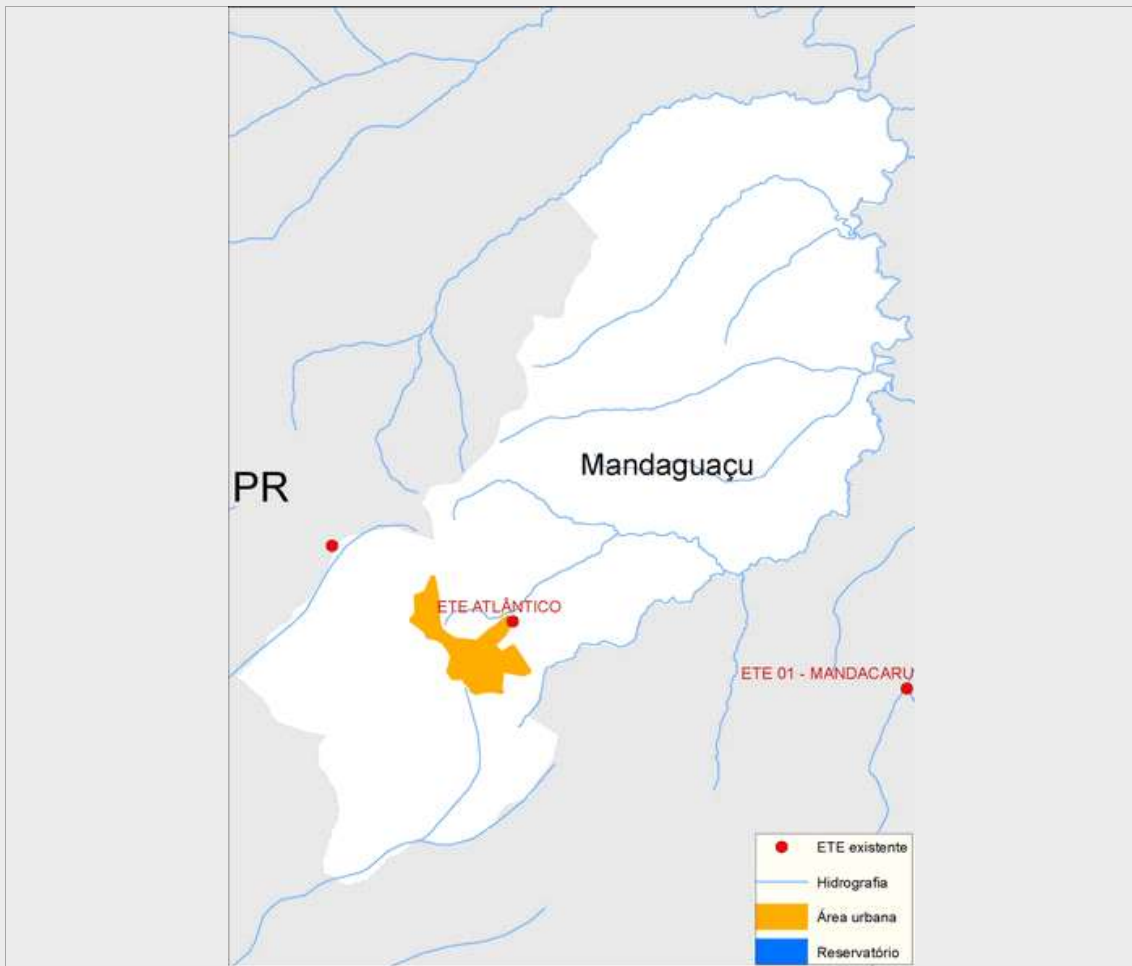 Mandaguaçu
PR
ETE ATLÂNTICO
ETE 01 - MANDACARU
ETE existente
Hidrografia
Área urbana
Reservatório